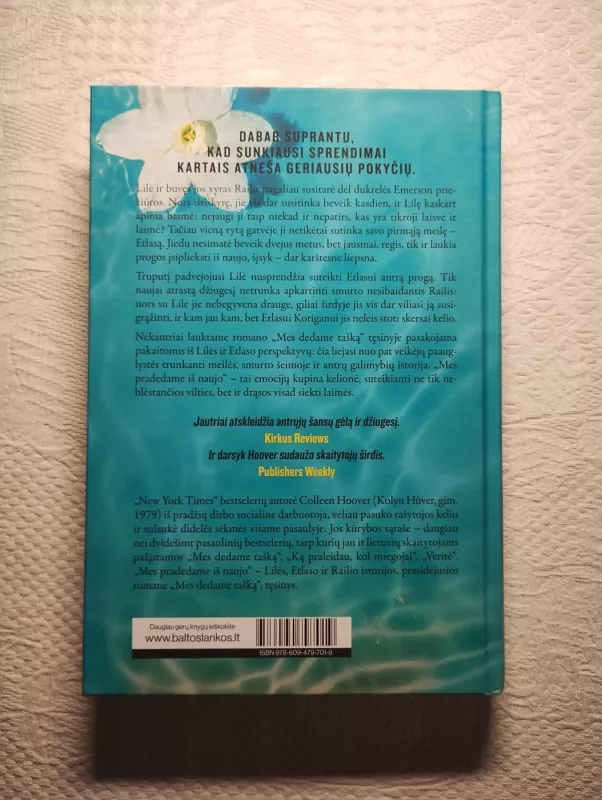 DABAR SUPRANTU,
KAD SUNKIAUSI SPRENDIMAI
KARTAIS ATNEŠA GERIAUSIŲ POKYČIŲ.
Lilė ir buvęs jos vyras Railis pagaliau susitarė dėl dukrelės Emerson prie-
žiūros. Nors išsiskyrę, jie vis dar susitinka beveik kasdien, ir Lilę kaskart
apima baimė: nejaugi ji taip niekad ir nepatirs, kas yra tikroji laisvė ir
laimė? Tačiau vieną rytą gatvėje ji netikėtai sutinka savo pirmąją meilę –
Etlasą. Jiedu nesimatė beveik dvejus metus, bet jausmai, regis, tik ir laukia
progos įsiplieksti iš naujo, šįsyk – dar karštesne liepsna.
Truputį padvejojusi Lilė nusprendžia suteikti Etlasui antrą progą. Tik
naujai atrastą džiugesį netrunka apkartinti smurto nesibaidantis Railis:
nors su Lile jie nebegyvena drauge, giliai širdyje jis vis dar viliasi ją susi-
grąžinti, ir kam jau kam, bet Etlasui Koriganui jis neleis stoti skersai kelio.
Nekantriai lauktame romano „Mes dedame tašką“ tęsinyje pasakojama
pakaitomis iš Lilės ir Etlaso perspektyvų: čia liejasi nuo pat veikėjų paaug-
lystės trunkanti meilės, smurto šeimoje ir antrų galimybių istorija. „Mes
pradedame iš naujo“ – tai emocijų kupina kelionė, suteikianti ne tik ne-
blėstančios vilties, bet ir drąsos visad siekti laimės.
Jautriai atskleidžia antrųjų šansų gėlą ir džiugesį.
Kirkus Reviews
Ir darsyk Hoover sudaužo skaitytojų širdis.
Publishers Weekly
„New York Times“ bestselerių autorė Colleen Hoover (Kolyn Hūver, gim.
1979) iš pradžių dirbo socialine darbuotoja, vėliau pasuko rašytojos keliu
ir sulaukė didelės sėkmės visame pasaulyje. Jos kūrybos sąraše – daugiau
nei dvidešimt pasaulinių bestselerių, tarp kurių jau ir lietuvių skaitytojams
pažįstamos „Mes dedame tašką“, „Ką praleidau, kol miegojai“, „Veritė“.
„Mes pradedame iš naujo“ – Lilės, Etlaso ir Railio istorijos, prasidėjusios
romane „Mes dedame tašką“, tęsinys.
Daugiau gerų knygų ieškokite
www.baltoslankos.lt
ISBN 978-609-479-701-9